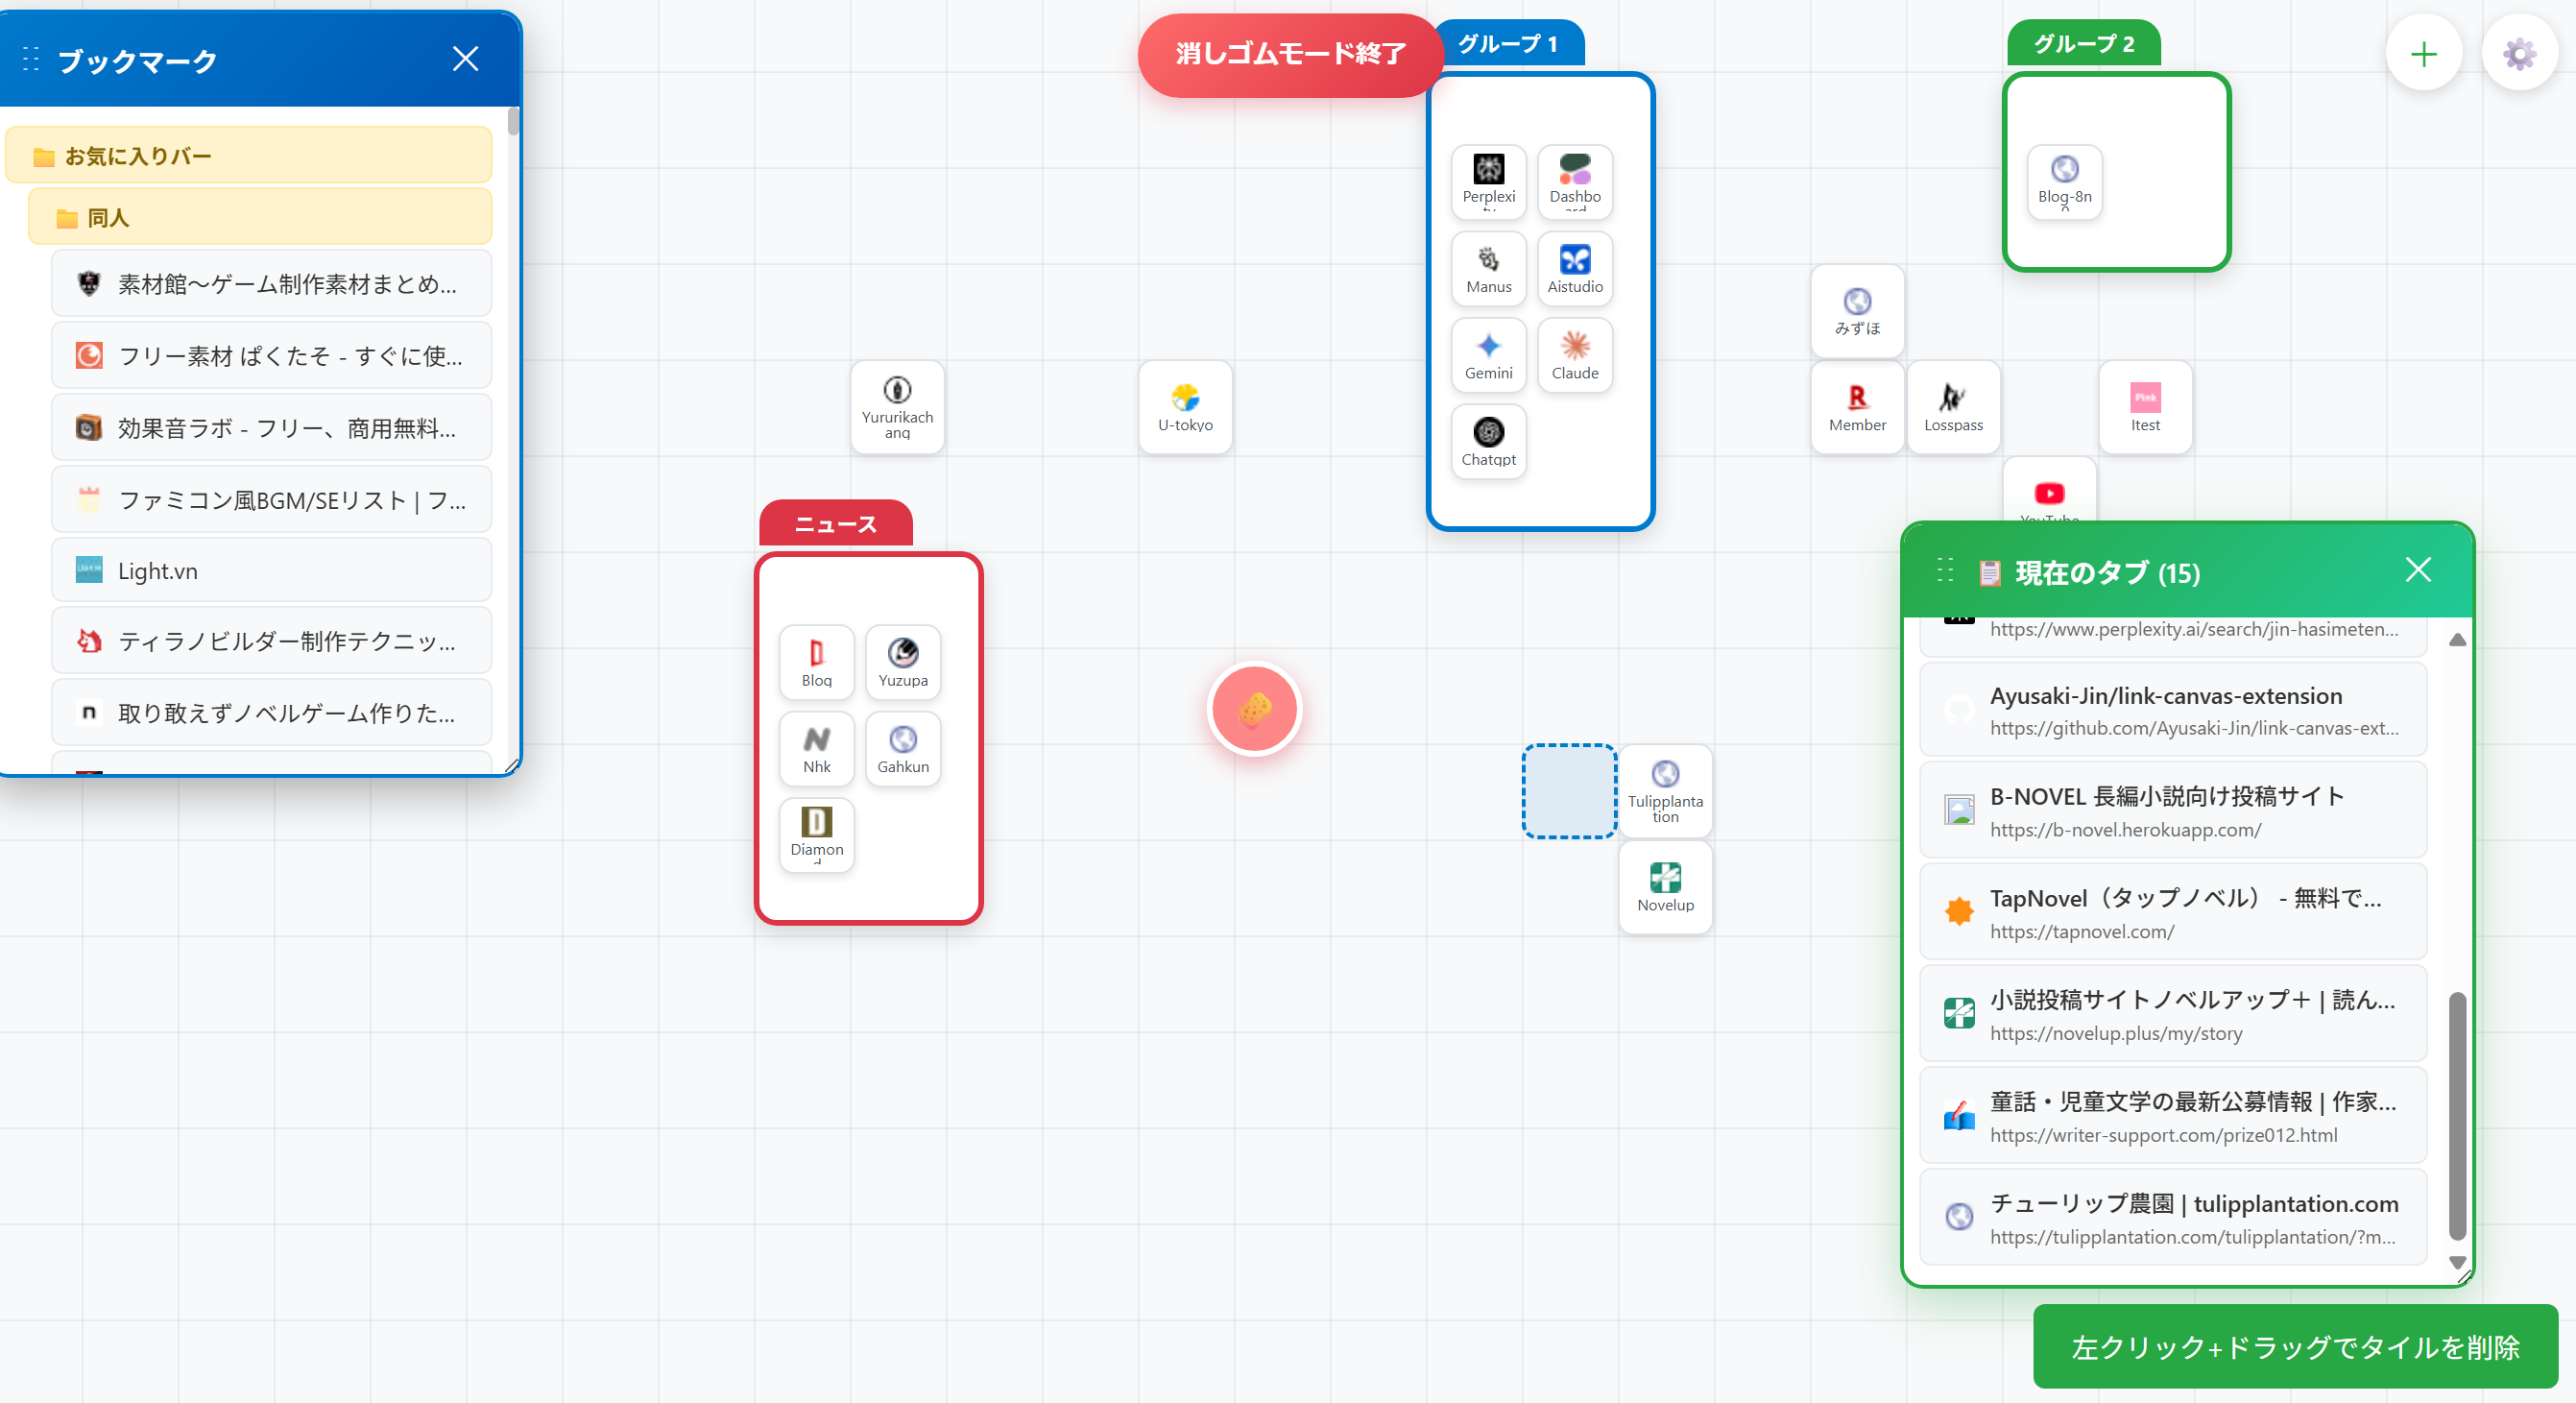 ブックマーク
お気に入りバー
同人
素材館～ゲーム制作素材まとめ...
フリー素材 ぱくたそ - すぐに使...
効果音ラボ - フリー、商用無料...
ファミコン風BGM/SEリスト | フ...
Light.vn
ティラノビルダー制作テクニッ...
取り敢えずノベルゲーム作りた...
消しゴムモード終了
グループ 1
Perplexi
ty
Dashbo
ard
Manus
Aistudio
Gemini
Claude
Chatgpt
グループ 2
Blog-8n
みずほ
Member
Losspass
Itest
YouTube
Yururikach
ang
U-tokyo
ニュース
Blog
Yuzupa
Nhk
Gahkun
Diamon
d
Tulipplanta
tion
Novelup
現在のタブ (15)
https://www.perplexity.ai/search/jin-hasimeten...
Ayusaki-Jin/link-canvas-extension
https://github.com/Ayusaki-Jin/link-canvas-ext...
B-NOVEL 長編小説向け投稿サイト
https://b-novel.herokuapp.com/
TapNovel（タップノベル） - 無料で...
https://tapnovel.com/
小説投稿サイトノベルアップ＋ | 読ん...
https://novelup.plus/my/story
童話・児童文学の最新公募情報 | 作家...
https://writer-support.com/prize012.html
チューリップ農園 | tulipplantation.com
https://tulipplantation.com/tulipplantation/?m...
左クリック+ドラッグでタイルを削除